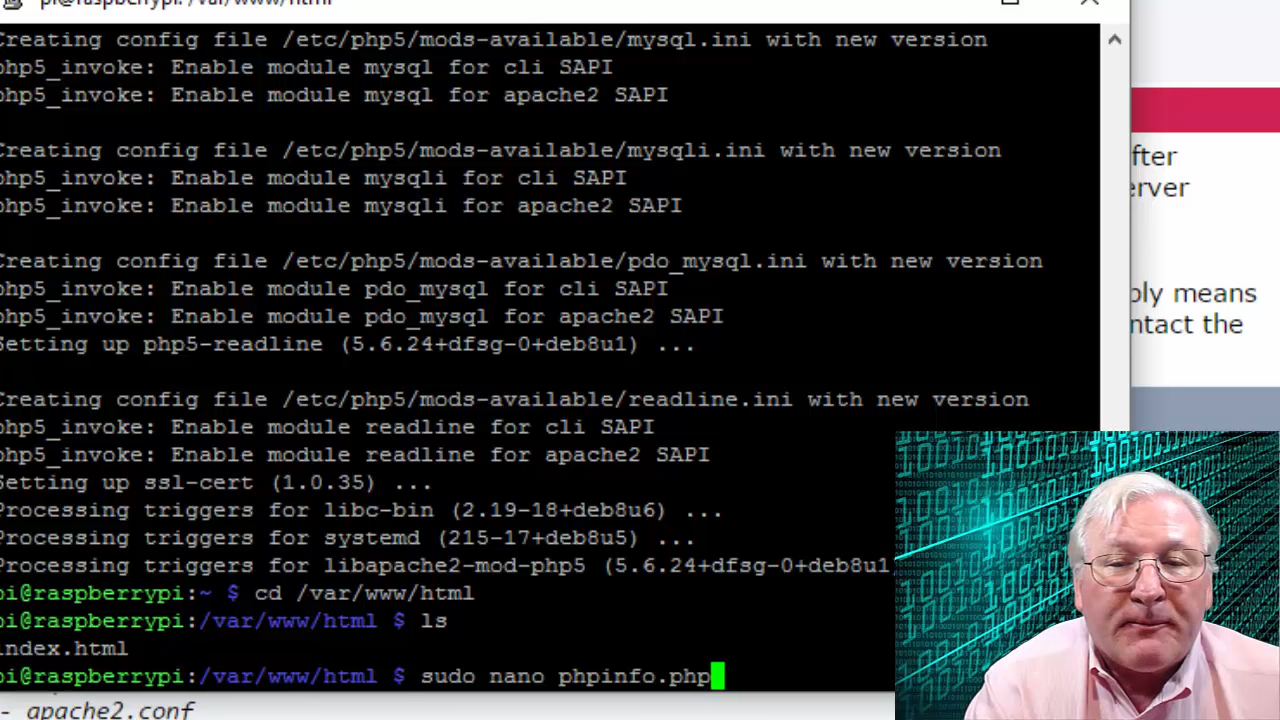 pi@raspberrypi: /var/www/html
Creating config file /etc/php5/mods-available/mysql.ini with new version
php5_invoke: Enable module mysql for cli SAPI
php5_invoke: Enable module mysql for apache2 SAPI
Creating config file /etc/php5/mods-available/mysqli.ini with new version
php5_invoke: Enable module mysqli for cli SAPI
php5_invoke: Enable module mysqli for apache2 SAPI
Creating config file /etc/php5/mods-available/pdo_mysql.ini with new version
php5_invoke: Enable module pdo_mysql for cli SAPI
php5_invoke: Enable module pdo_mysql for apache2 SAPI
Setting up php5-readline (5.6.24+dfsg-0+deb8u1) ...
Creating config file /etc/php5/mods-available/readline.ini with new version
php5_invoke: Enable module readline for cli SAPI
php5_invoke: Enable module readline for apache2 SAPI
Setting up ssl-cert (1.0.35) ...
Processing triggers for libc-bin (2.19-18+deb8u6) ...
Processing triggers for systemd (215-17+deb8u5) ...
Processing triggers for libapache2-mod-php5 (5.6.24+dfsg-0+deb8u1
pi@raspberrypi:~ $ cd /var/www/html
pi@raspberrypi:/var/www/html $ ls
index.html
pi@raspberrypi:/var/www/html $ sudo nano phpinfo.php
fter
erver
bly means
ntact the
- apache2.conf